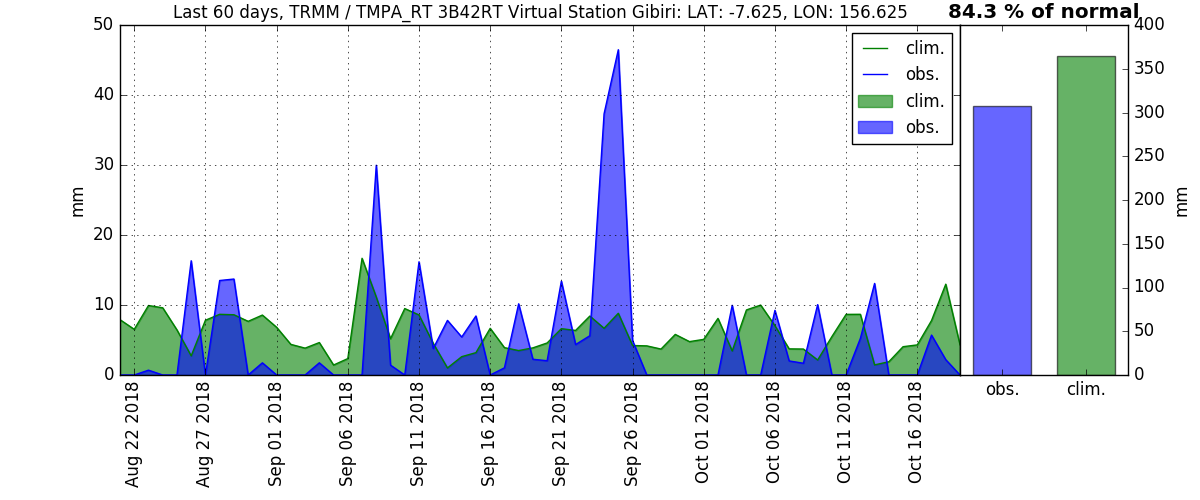 Last 60 days, TRMM / TMPA_RT 3B42RT Virtual Station Gibiri: LAT: -7.625, LON: 156.625
84.3 % of normal
50
40
30
20
10
0
mm
clim.
obs.
clim.
obs.
400
350
300
250
200
150
100
50
0
mm
Aug 22 2018
Aug 27 2018
Sep 01 2018
Sep 06 2018
Sep 11 2018
Sep 16 2018
Sep 21 2018
Sep 26 2018
Oct 01 2018
Oct 06 2018
Oct 11 2018
Oct 16 2018
obs.
clim.